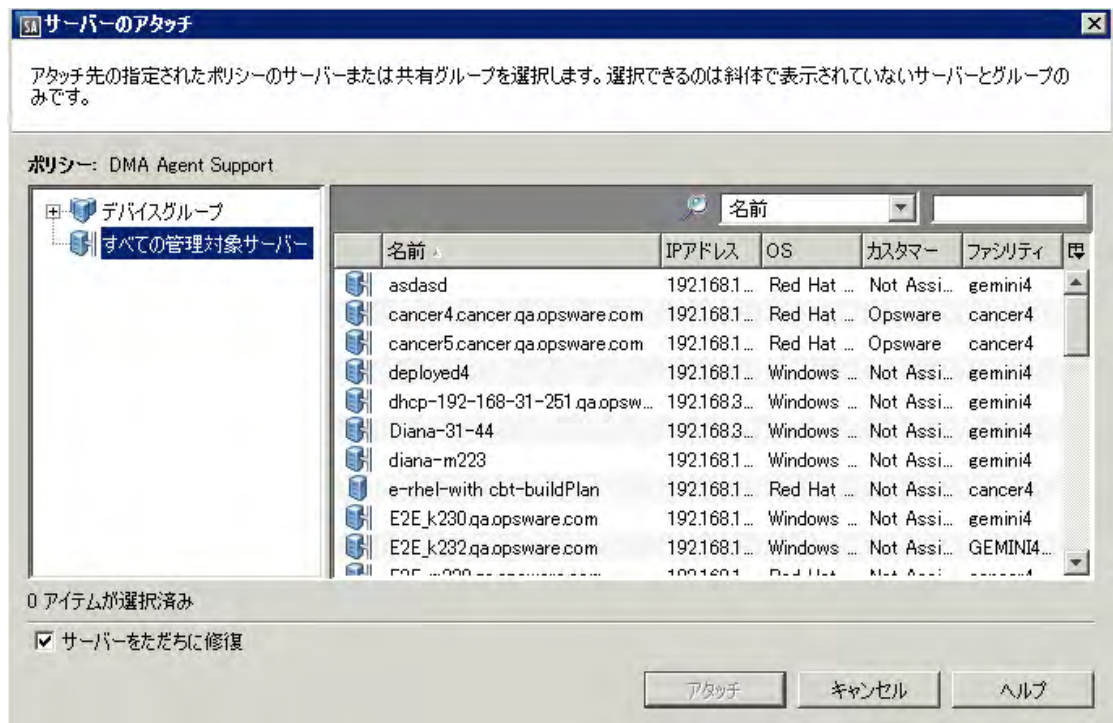 SA サーバーのアタッチ
アタッチ先の指定されたポリシーのサーバーまたは共有グループを選択します。選択できるのは斜体で表示されていないサーバーとグループの
みです。
ポリシー: DMA Agent Support
デバイスグループ
すべての管理対象サーバー
名前
名前 IPアドレス OS カスタマー ファシリティ
asdasd 192.168.1... Red Hat ... Not Assi... gemini4
cancer4.cancer.qa.opsware.com 192.168.1... Red Hat ... Opsware cancer4
cancer5.cancer.qa.opsware.com 192.168.1... Red Hat ... Opsware cancer4
deployed4 192.168.1... Windows ... Not Assi... gemini4
dhcp-192-168-31-251.qa.opsw... 192.168.3... Windows ... Not Assi... gemini4
Diana-31-44 192.168.3... Windows ... Not Assi... gemini4
diana-m223 192.168.1... Windows ... Not Assi... gemini4
e-rhel-with cbt-buildPlan 192.168.1... Red Hat ... Not Assi... cancer4
E2E_k230.qa.opsware.com 192.168.1... Windows ... Not Assi... gemini4
E2E_k232.qa.opsware.com 192.168.1... Windows ... Not Assi... GEMINI4...
0 アイテムが選択済み
サーバーをただちに修復
アタッチ キャンセル ヘルプ